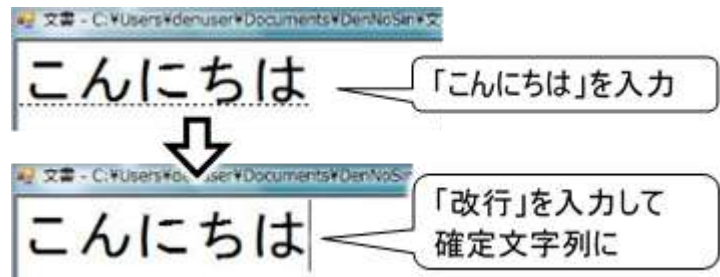 文書 - C:¥Users¥denuser¥Documents¥DenNoSin¥文
こんにちは
「こんにちは」を入力
文書 - C:¥Users¥denuser¥Documents¥DenNoSin
こんにちは
「改行」を入力して
確定文字列に